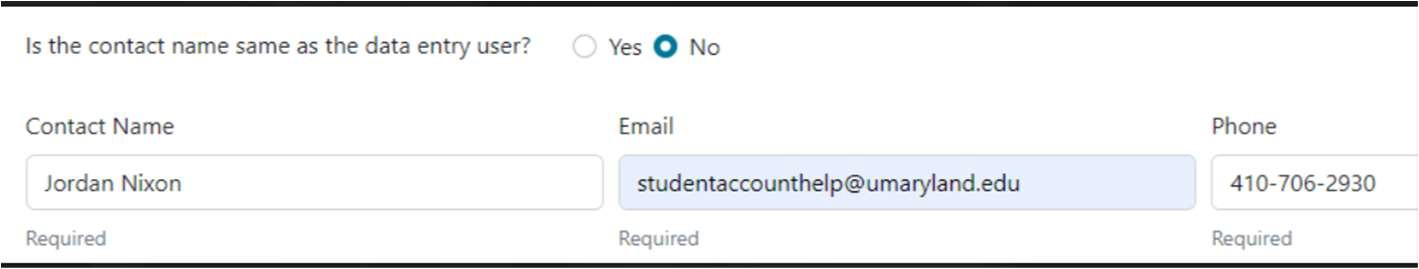 Is the contact name same as the data entry user? Yes No
Contact Name Email Phone
Jordan Nixon studentaccounthelp@umaryland.edu 410-706-2930
Required Required Required